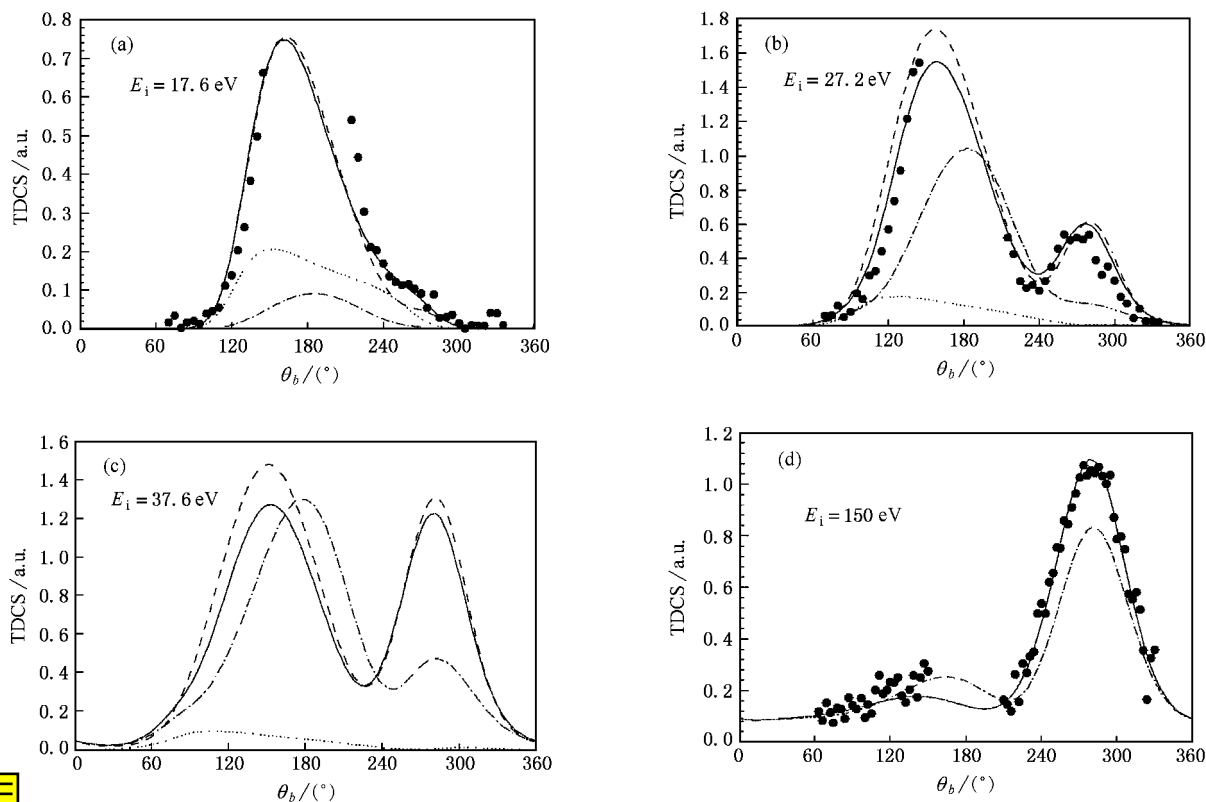 (a)
E_i = 17.6 eV
TDCS / a.u.
0.8
0.7
0.6
0.5
0.4
0.3
0.2
0.1
0.0
0 60 120 180 240 300 360
θ_b / (°)
(b)
E_i = 27.2 eV
TDCS / a.u.
1.8
1.6
1.4
1.2
1.0
0.8
0.6
0.4
0.2
0.0
0 60 120 180 240 300 360
θ_b / (°)
(c)
E_i = 37.6 eV
TDCS / a.u.
1.6
1.4
1.2
1.0
0.8
0.6
0.4
0.2
0.0
0 60 120 180 240 300 360
θ_b / (°)
(d)
E_i = 150 eV
TDCS / a.u.
1.2
1.0
0.8
0.6
0.4
0.2
0.0
0 60 120 180 240 300 360
θ_b / (°)